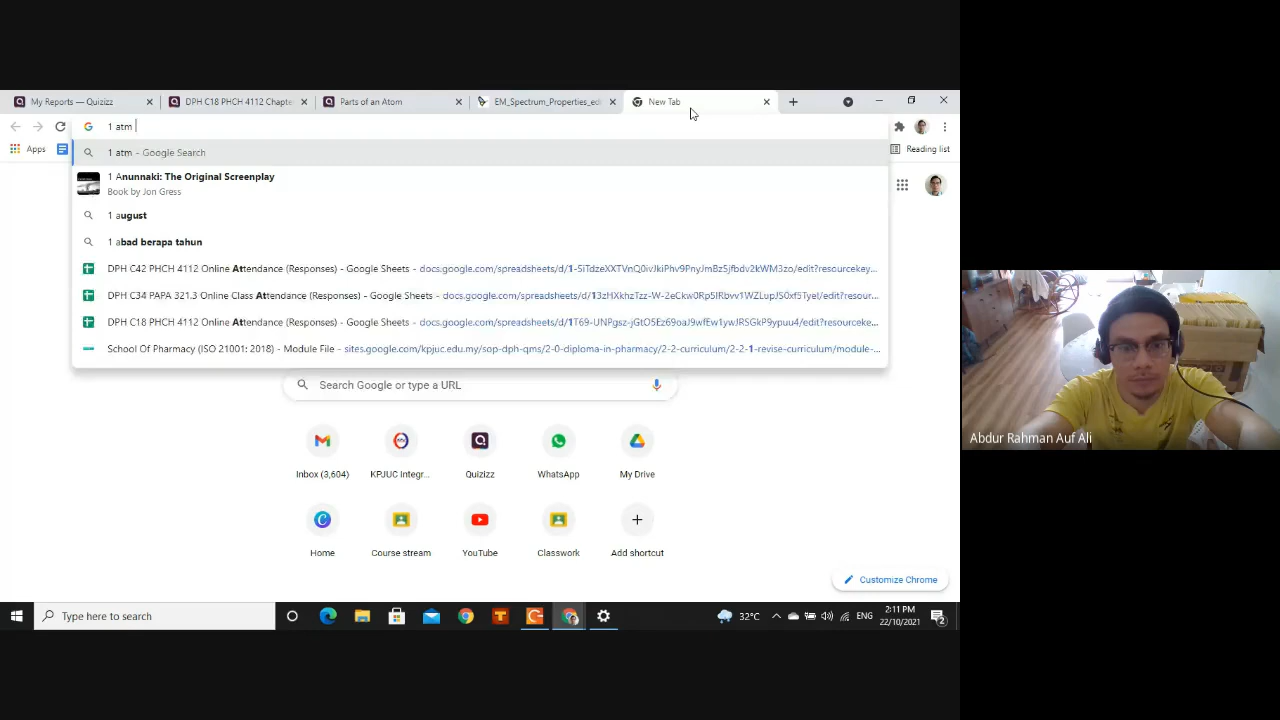 My Reports — Quizizz
DPH C18 PHCH 4112 Chapte
Parts of an Atom
EM_Spectrum_Properties_ed
New Tab
1 atm
Apps
Reading list
1 atm - Google Search
1 Anunnaki: The Original Screenplay
Book by Jon Gress
1 august
1 abad berapa tahun
DPH C42 PHCH 4112 Online Attendance (Responses) - Google Sheets -
DPH C34 PAPA 321.3 Online Class Attendance (Responses) - Google Sheets -
DPH C18 PHCH 4112 Online Attendance (Responses) - Google Sheets -
School Of Pharmacy (ISO 21001: 2018) - Module File - sites.google.com/kpjuc.edu.my/sop-dph-qms/2-0-diploma-in-pharmacy/2-2-curriculum/2-2-1-revise-curriculum/module-...
Search Google or type a URL
Inbox (3,604)
KPJUC Integr...
Quizizz
WhatsApp
My Drive
Home
Course stream
YouTube
Classwork
Add shortcut
Customize Chrome
Abdur Rahman Auf Ali
Type here to search
32°C
ENG
2:11 PM
22/10/2021
2